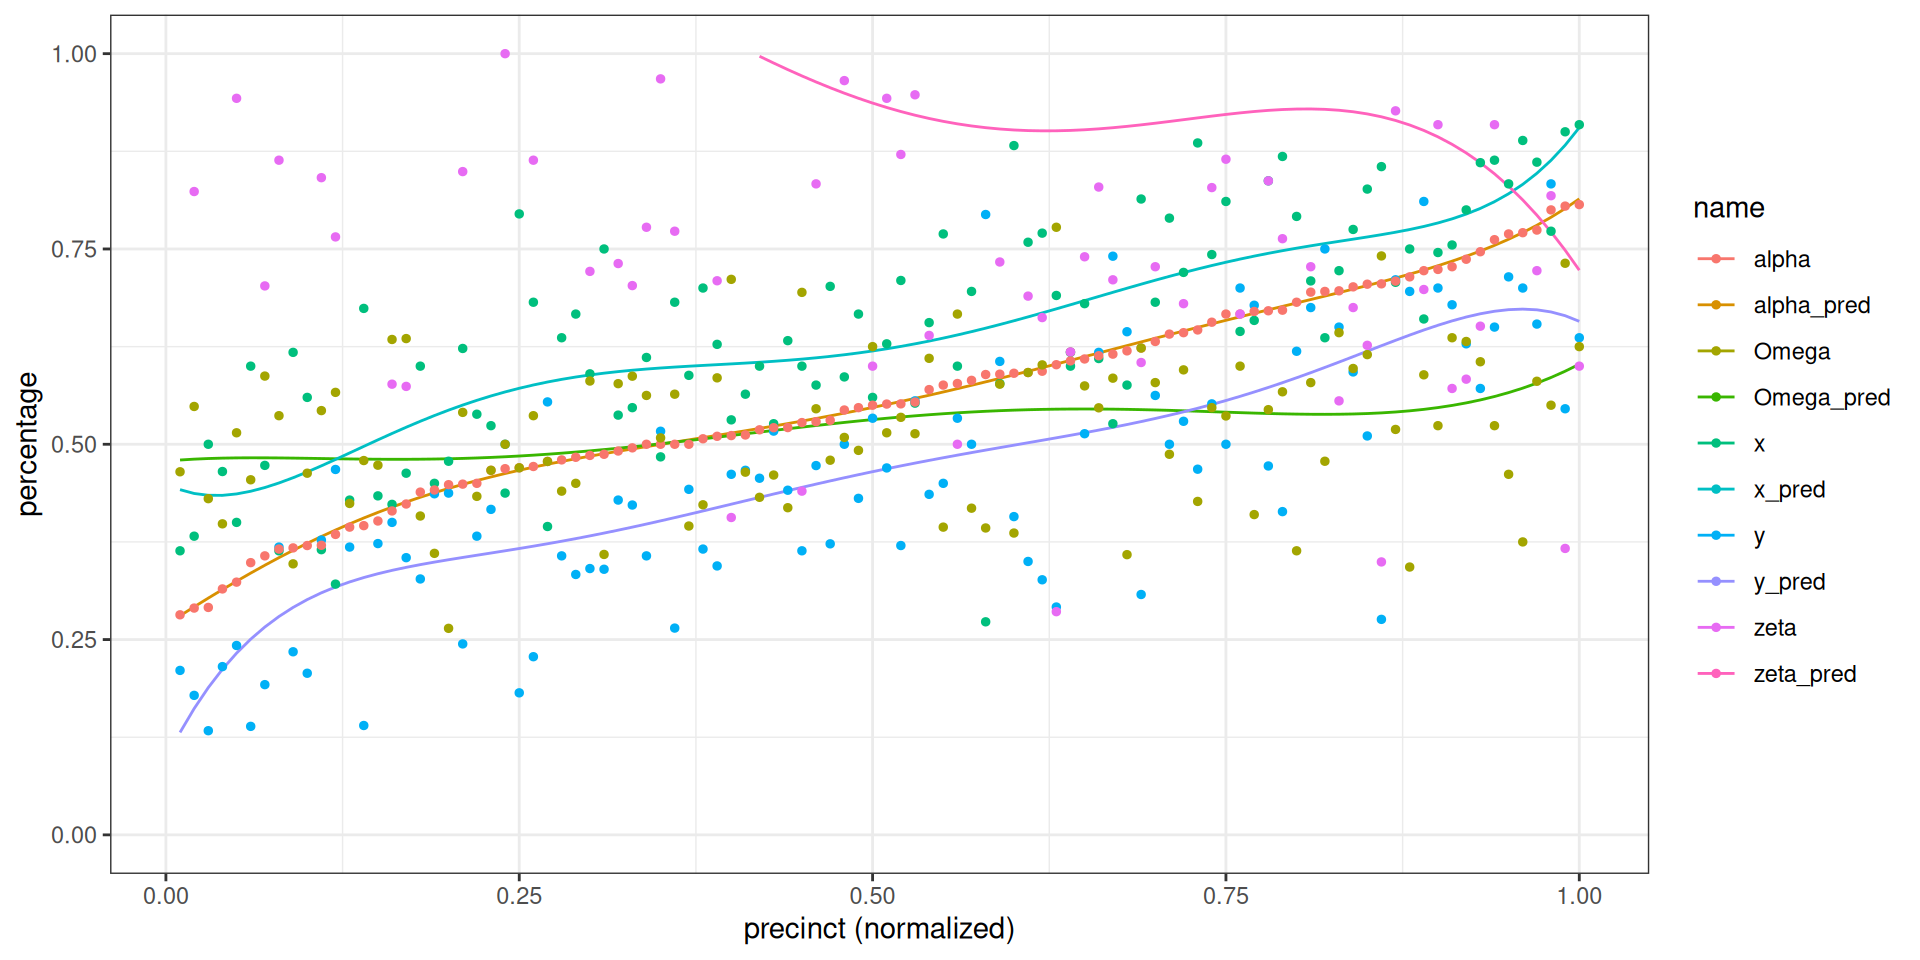 1.00
0.75
0.50
0.25
0.00
percentage
0.00 0.25 0.50 0.75 1.00
precinct (normalized)
name
alpha
alpha_pred
Omega
Omega_pred
x
x_pred
y
y_pred
zeta
zeta_pred